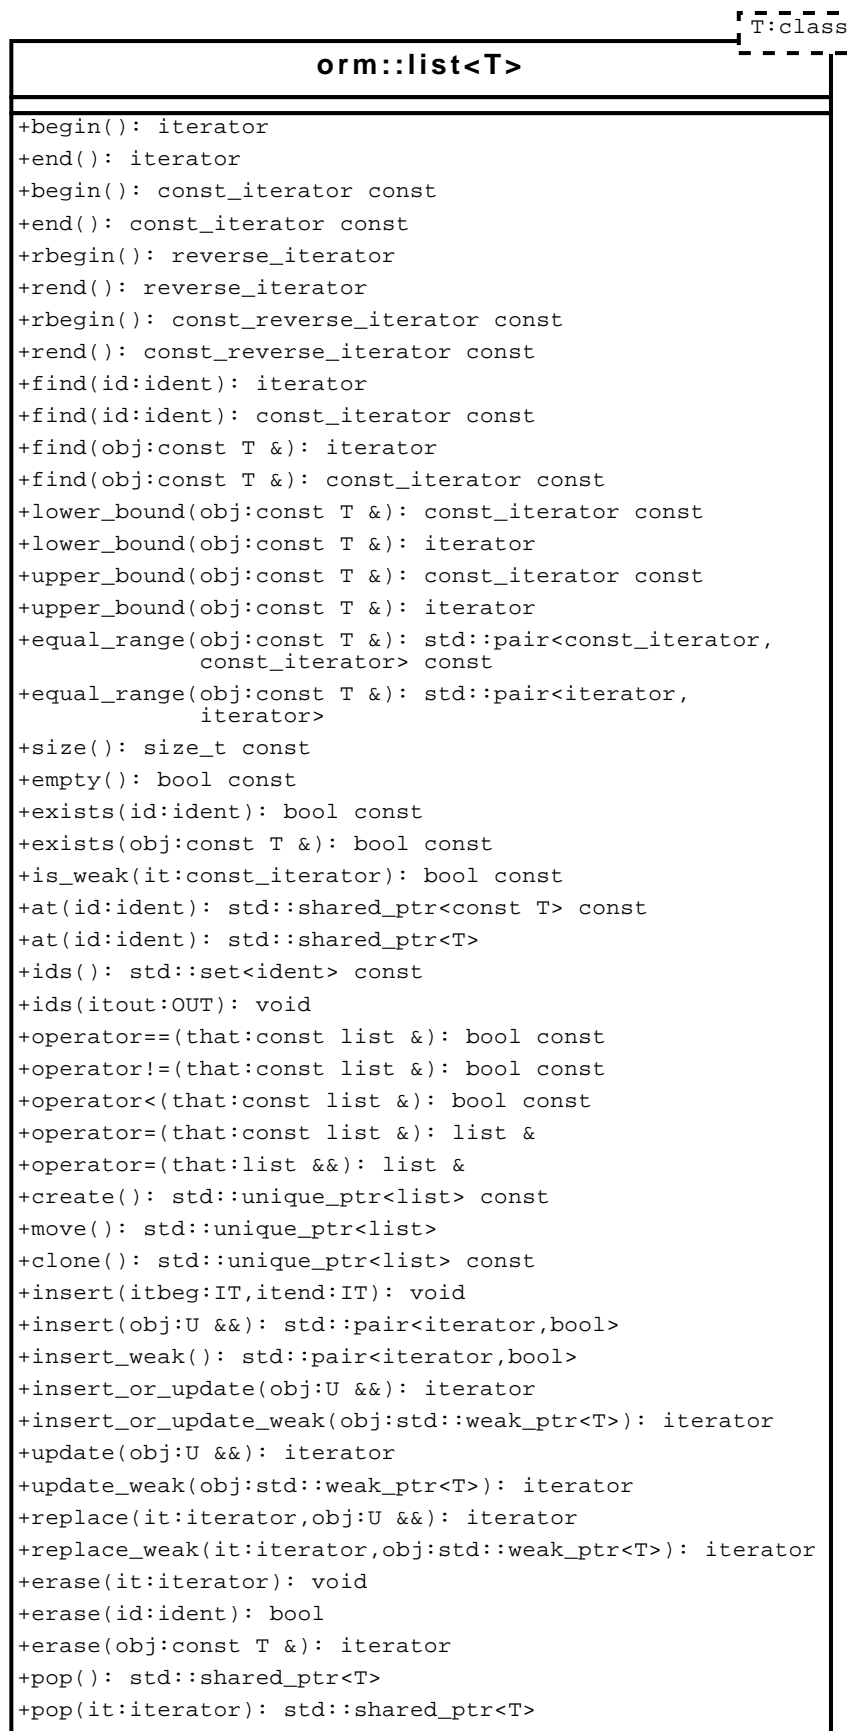 T:class
orm::list<T>
+begin(): iterator
+end(): iterator
+begin(): const_iterator const
+end(): const_iterator const
+rbegin(): reverse_iterator
+rend(): reverse_iterator
+rbegin(): const_reverse_iterator const
+rend(): const_reverse_iterator const
+find(id:ident): iterator
+find(id:ident): const_iterator const
+find(obj:const T &): iterator
+find(obj:const T &): const_iterator const
+lower_bound(obj:const T &): const_iterator const
+lower_bound(obj:const T &): iterator
+upper_bound(obj:const T &): const_iterator const
+upper_bound(obj:const T &): iterator
+equal_range(obj:const T &): std::pair<const_iterator,
const_iterator> const
+equal_range(obj:const T &): std::pair<iterator,
iterator>
+size(): size_t const
+empty(): bool const
+exists(id:ident): bool const
+exists(obj:const T &): bool const
+is_weak(it:const_iterator): bool const
+at(id:ident): std::shared_ptr<const T> const
+at(id:ident): std::shared_ptr<T>
+ids(): std::set<ident> const
+ids(itout:OUT): void
+operator==(that:const list &): bool const
+operator!=(that:const list &): bool const
+operator<(that:const list &): bool const
+operator=(that:const list &): list &
+operator=(that:list &&): list &
+create(): std::unique_ptr<list> const
+move(): std::unique_ptr<list>
+clone(): std::unique_ptr<list> const
+insert(itbeg:IT,itend:IT): void
+insert(obj:U &&): std::pair<iterator,bool>
+insert_weak(): std::pair<iterator,bool>
+insert_or_update(obj:U &&): iterator
+insert_or_update_weak(obj:std::weak_ptr<T>): iterator
+update(obj:U &&): iterator
+update_weak(obj:std::weak_ptr<T>): iterator
+replace(it:iterator,obj:U &&): iterator
+replace_weak(it:iterator,obj:std::weak_ptr<T>): iterator
+erase(it:iterator): void
+erase(id:ident): bool
+erase(obj:const T &): iterator
+pop(): std::shared_ptr<T>
+pop(it:iterator): std::shared_ptr<T>